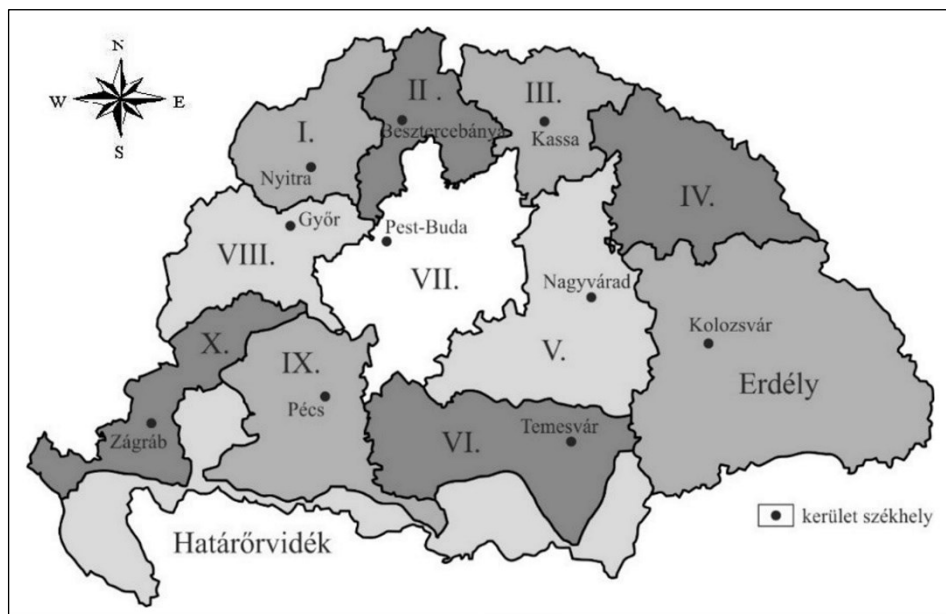 N
W E
S
I.
Nyitra
II .
Besztercebánya
III.
Kassa
IV.
Győr
VIII.
Pest-Buda
VII.
Nagyvárad
V.
Kolozsvár
Erdély
X.
Zágráb
IX.
Pécs
VI.
Temesvár
Határőrvidék
kerület székhely